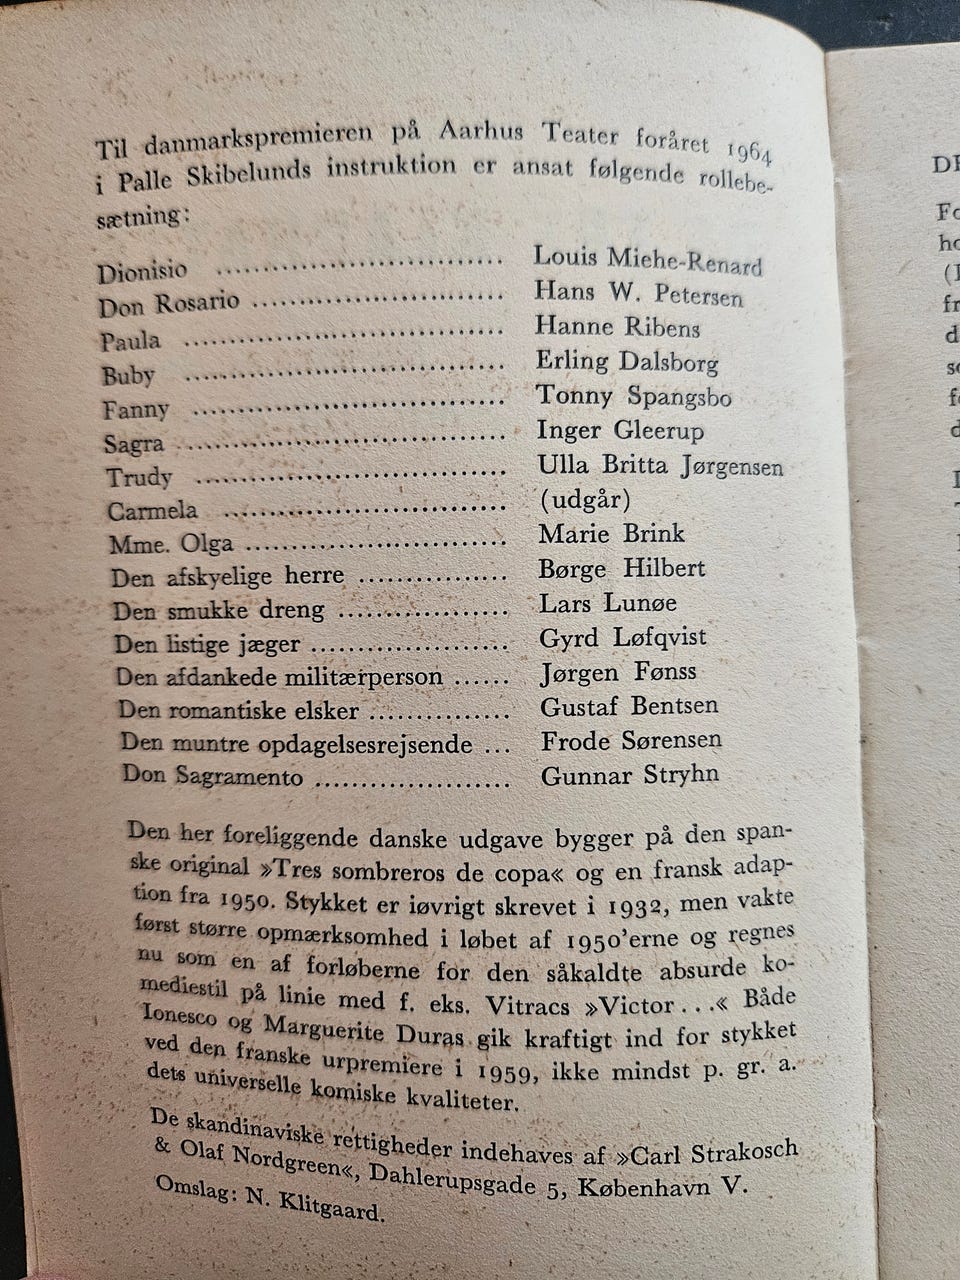 Til danmarkspremieren på Aarhus Teater foråret 1964
i Palle Skibelunds instruktion er ansat følgende rollebe-
sætning:
Dionisio .............................. Louis Miehe-Renard
Don Rosario .......................... Hans W. Petersen
Paula ................................. Hanne Ribens
Buby ................................. Erling Dalsborg
Fanny ................................ Tonny Spangsbo
Sagra ................................. Inger Gleerup
Trudy ................................ Ulla Britta Jørgensen
Carmela ............................. (udgår)
Mme. Olga ........................... Marie Brink
Den afskyelige herre ................ Børge Hilbert
Den smukke dreng .................. Lars Lunøe
Den listige jæger ..................... Gyrd Løfqvist
Den afdankede militærperson ...... Jørgen Fønss
Den romantiske elsker ............... Gustaf Bentsen
Den muntre opdagelsesrejsende ... Frode Sørensen
Don Sagramento ..................... Gunnar Stryhn
Den her foreliggende danske udgave bygger på den span-
ske original »Tres sombreros de copa« og en fransk adap-
tion fra 1950. Stykket er iøvrigt skrevet i 1932, men vakte
først større opmærksomhed i løbet af 1950'erne og regnes
nu som en af forløberne for den såkaldte absurde ko-
mediestil på linie med f. eks. Vitracs »Victor...« Både
Ionesco og Marguerite Duras gik kraftigt ind for stykket
ved den franske urpremiere i 1959, ikke mindst p. gr. a.
dets universelle komiske kvaliteter.
De skandinaviske rettigheder indehaves af »Carl Strakosch
& Olaf Nordgreen«, Dahlerupsgade 5, København V.
Omslag: N. Klitgaard.